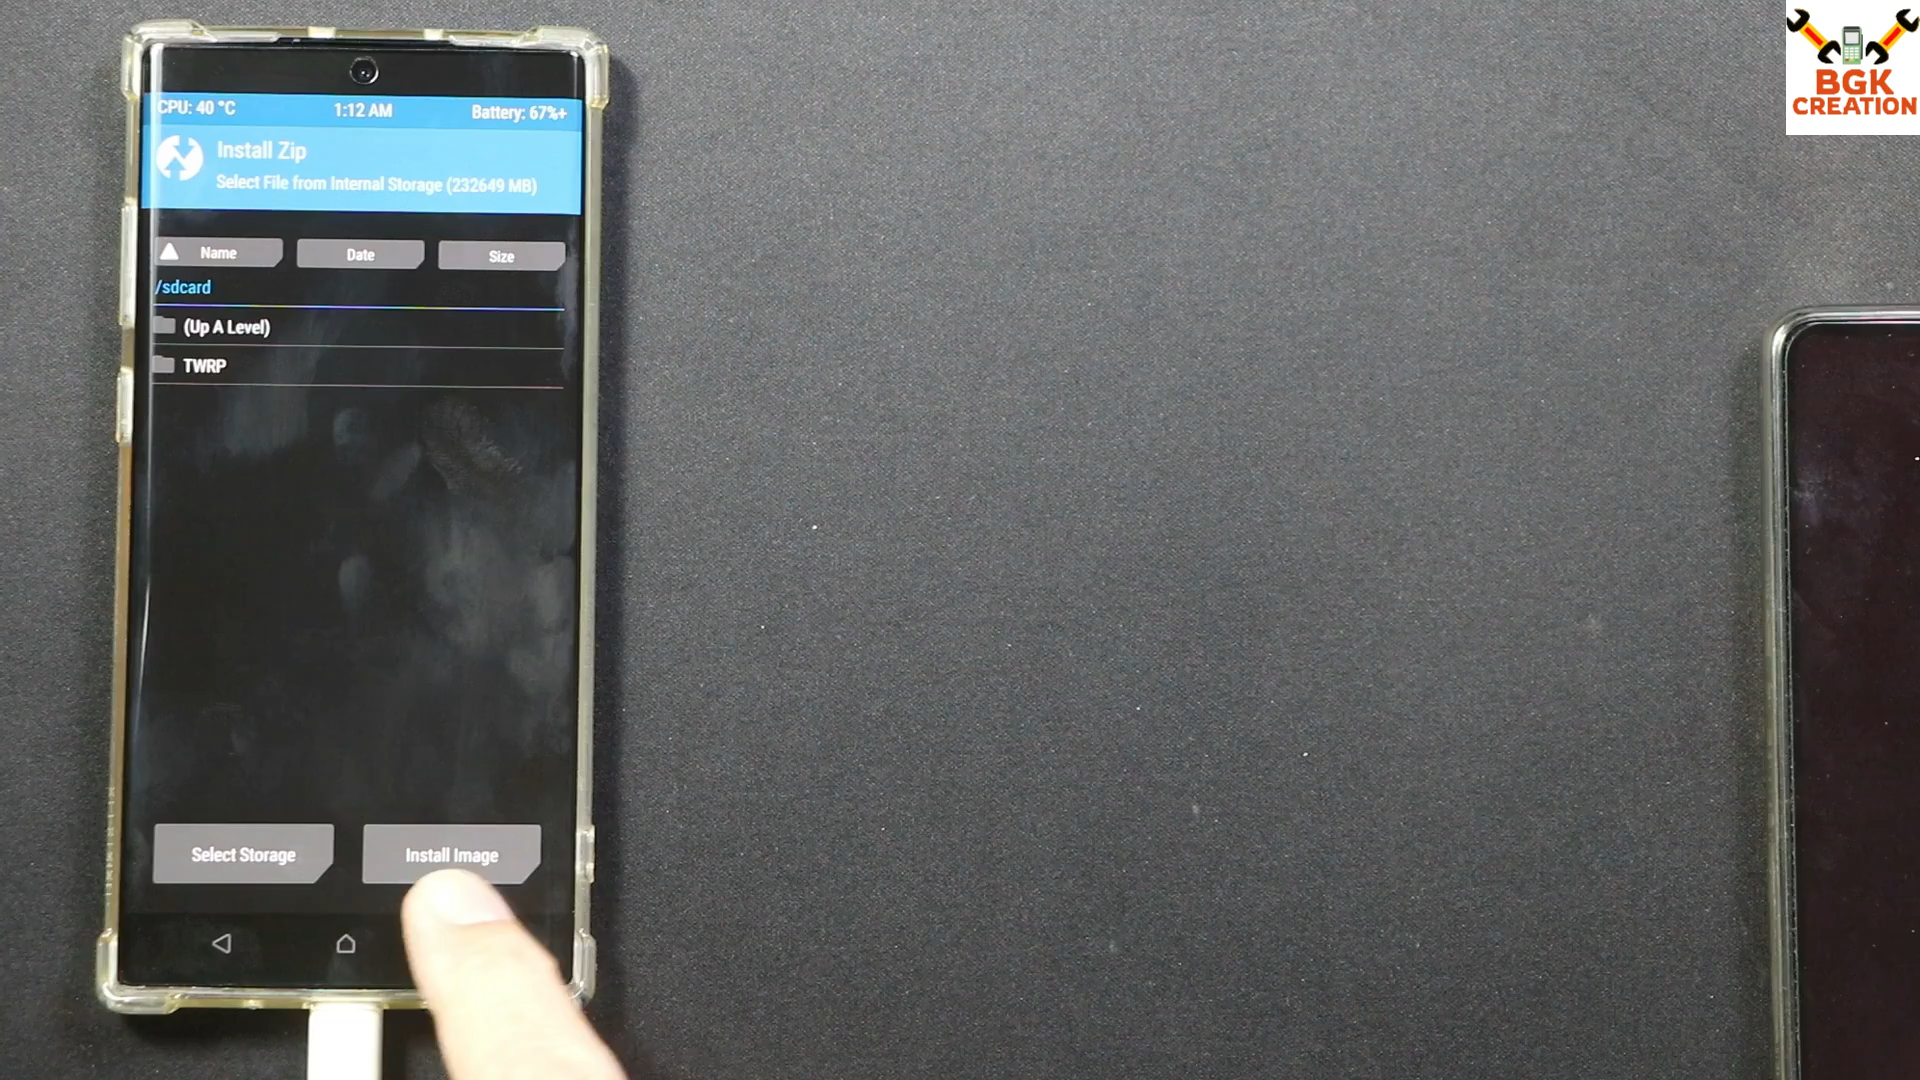 CPU: 40 °C
1:12 AM
Battery: 67%+
Install Zip
Select File from Internal Storage (232649 MB)
Name
Date
Size
/sdcard
(Up A Level)
TWRP
Select Storage
Install Image
BGK
CREATION